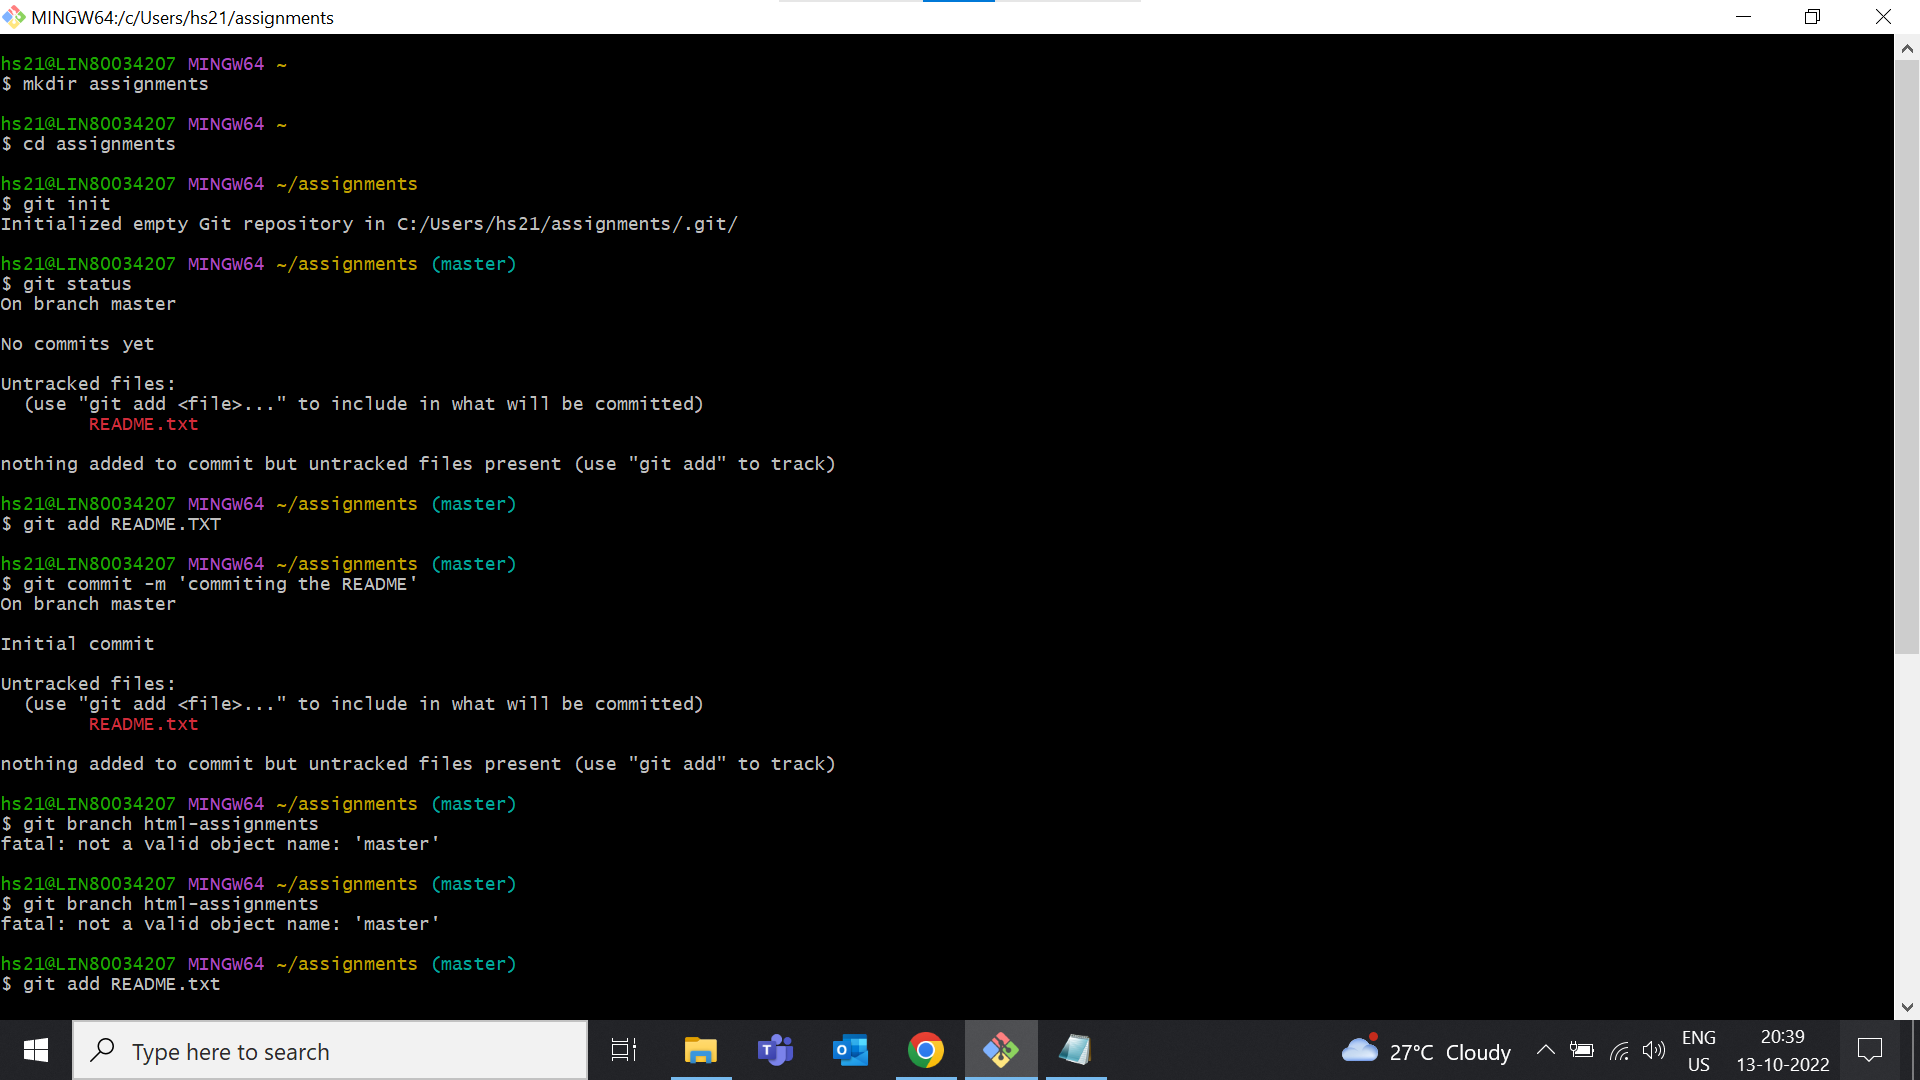 MINGW64:/c/Users/hs21/assignments
hs21@LIN80034207 MINGW64 ~
$ mkdir assignments
hs21@LIN80034207 MINGW64 ~
$ cd assignments
hs21@LIN80034207 MINGW64 ~/assignments
$ git init
Initialized empty Git repository in C:/Users/hs21/assignments/.git/
hs21@LIN80034207 MINGW64 ~/assignments (master)
$ git status
On branch master
No commits yet
Untracked files:
(use "git add <file>..." to include in what will be committed)
README.txt
nothing added to commit but untracked files present (use "git add" to track)
hs21@LIN80034207 MINGW64 ~/assignments (master)
$ git add README.TXT
hs21@LIN80034207 MINGW64 ~/assignments (master)
$ git commit -m 'commiting the README'
On branch master
Initial commit
Untracked files:
(use "git add <file>..." to include in what will be committed)
README.txt
nothing added to commit but untracked files present (use "git add" to track)
hs21@LIN80034207 MINGW64 ~/assignments (master)
$ git branch html-assignments
fatal: not a valid object name: 'master'
hs21@LIN80034207 MINGW64 ~/assignments (master)
$ git branch html-assignments
fatal: not a valid object name: 'master'
hs21@LIN80034207 MINGW64 ~/assignments (master)
$ git add README.txt
Type here to search
27°C Cloudy
ENG
US
20:39
13-10-2022